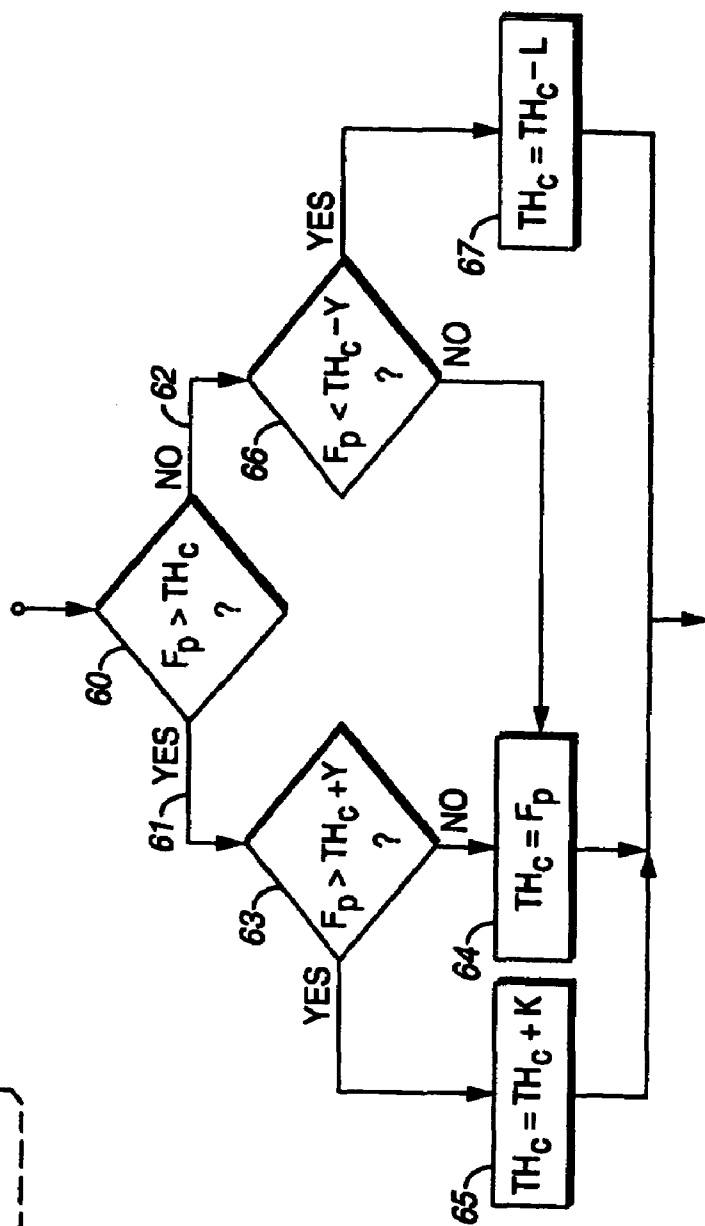 60
F_p > TH_C
?
YES
61
NO
62
63
F_p > TH_C + Y
?
66
F_p < TH_C − Y
?
YES
NO
NO
YES
65
TH_C = TH_C + K
64
TH_C = F_p
67
TH_C = TH_C − L